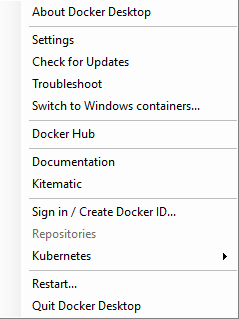 About Docker Desktop
Settings
Check for Updates
Troubleshoot
Switch to Windows containers...
Docker Hub
Documentation
Kitematic
Sign in / Create Docker ID...
Repositories
Kubernetes
Restart...
Quit Docker Desktop